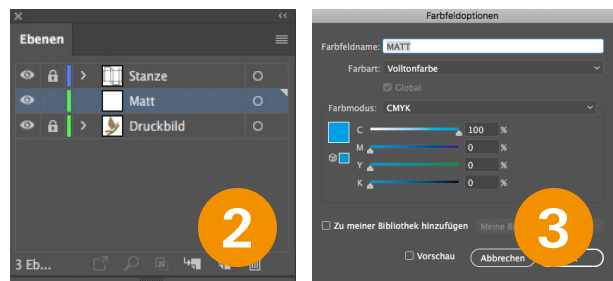 Ebenen
Stanze
Matt
Druckbild
3 Eb...
2
Farbfeldoptionen
Farbfeldname: MATT
Farbart: Volltonfarbe
Global
Farbmodus: CMYK
C 100 %
M 0 %
Y 0 %
K 0 %
Zu meiner Bibliothek hinzufügen Meine
Vorschau Abbrechen
3